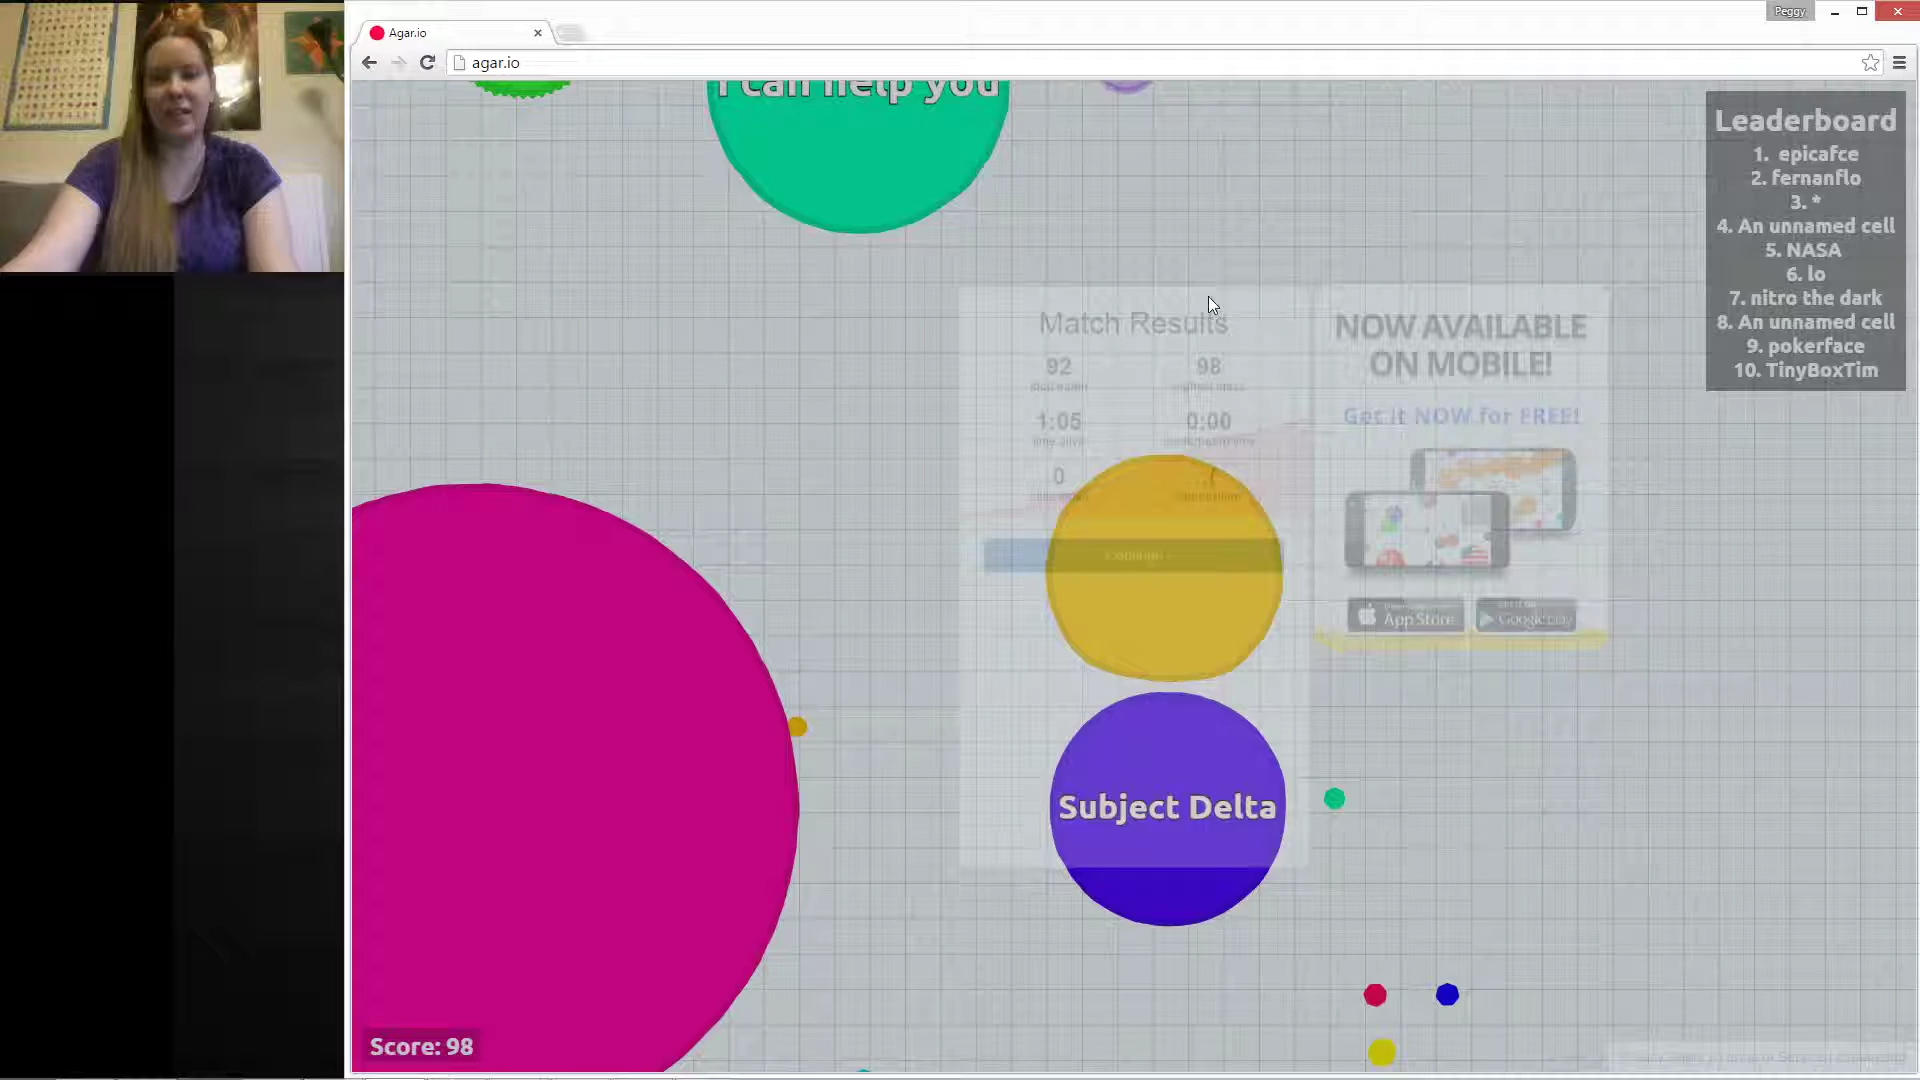 Peggy
Agar.io
agar.io
I can help you
Leaderboard
1. epicafce
2. fernanflo
3. *
4. An unnamed cell
5. NASA
6. lo
7. nitro the dark
8. An unnamed cell
9. pokerface
10. TinyBoxTim
Match Results
92 98
1:05 0:00
0
Continue
NOW AVAILABLE
ON MOBILE!
Get it NOW for FREE!
App Store
Google play
Subject Delta
Score: 98